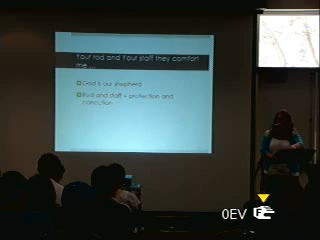 Your rod and Your staff they comfort
me...
God is our shepherd
Rod and staff = protection and
correction
0EV